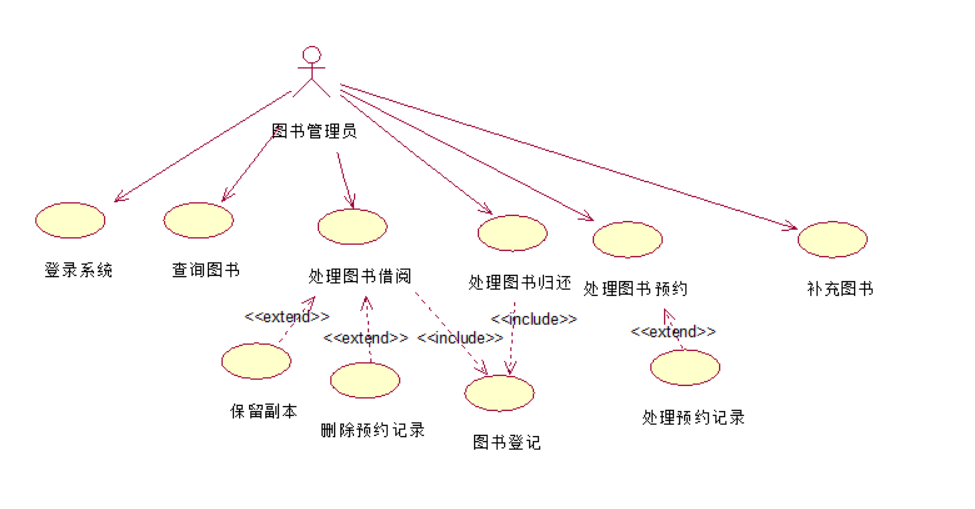 图书管理员
登录系统
查询图书
处理图书借阅
处理图书归还
处理图书预约
补充图书
<<extend>>
<<extend>>
<<include>>
<<include>>
<<extend>>
保留副本
删除预约记录
图书登记
处理预约记录